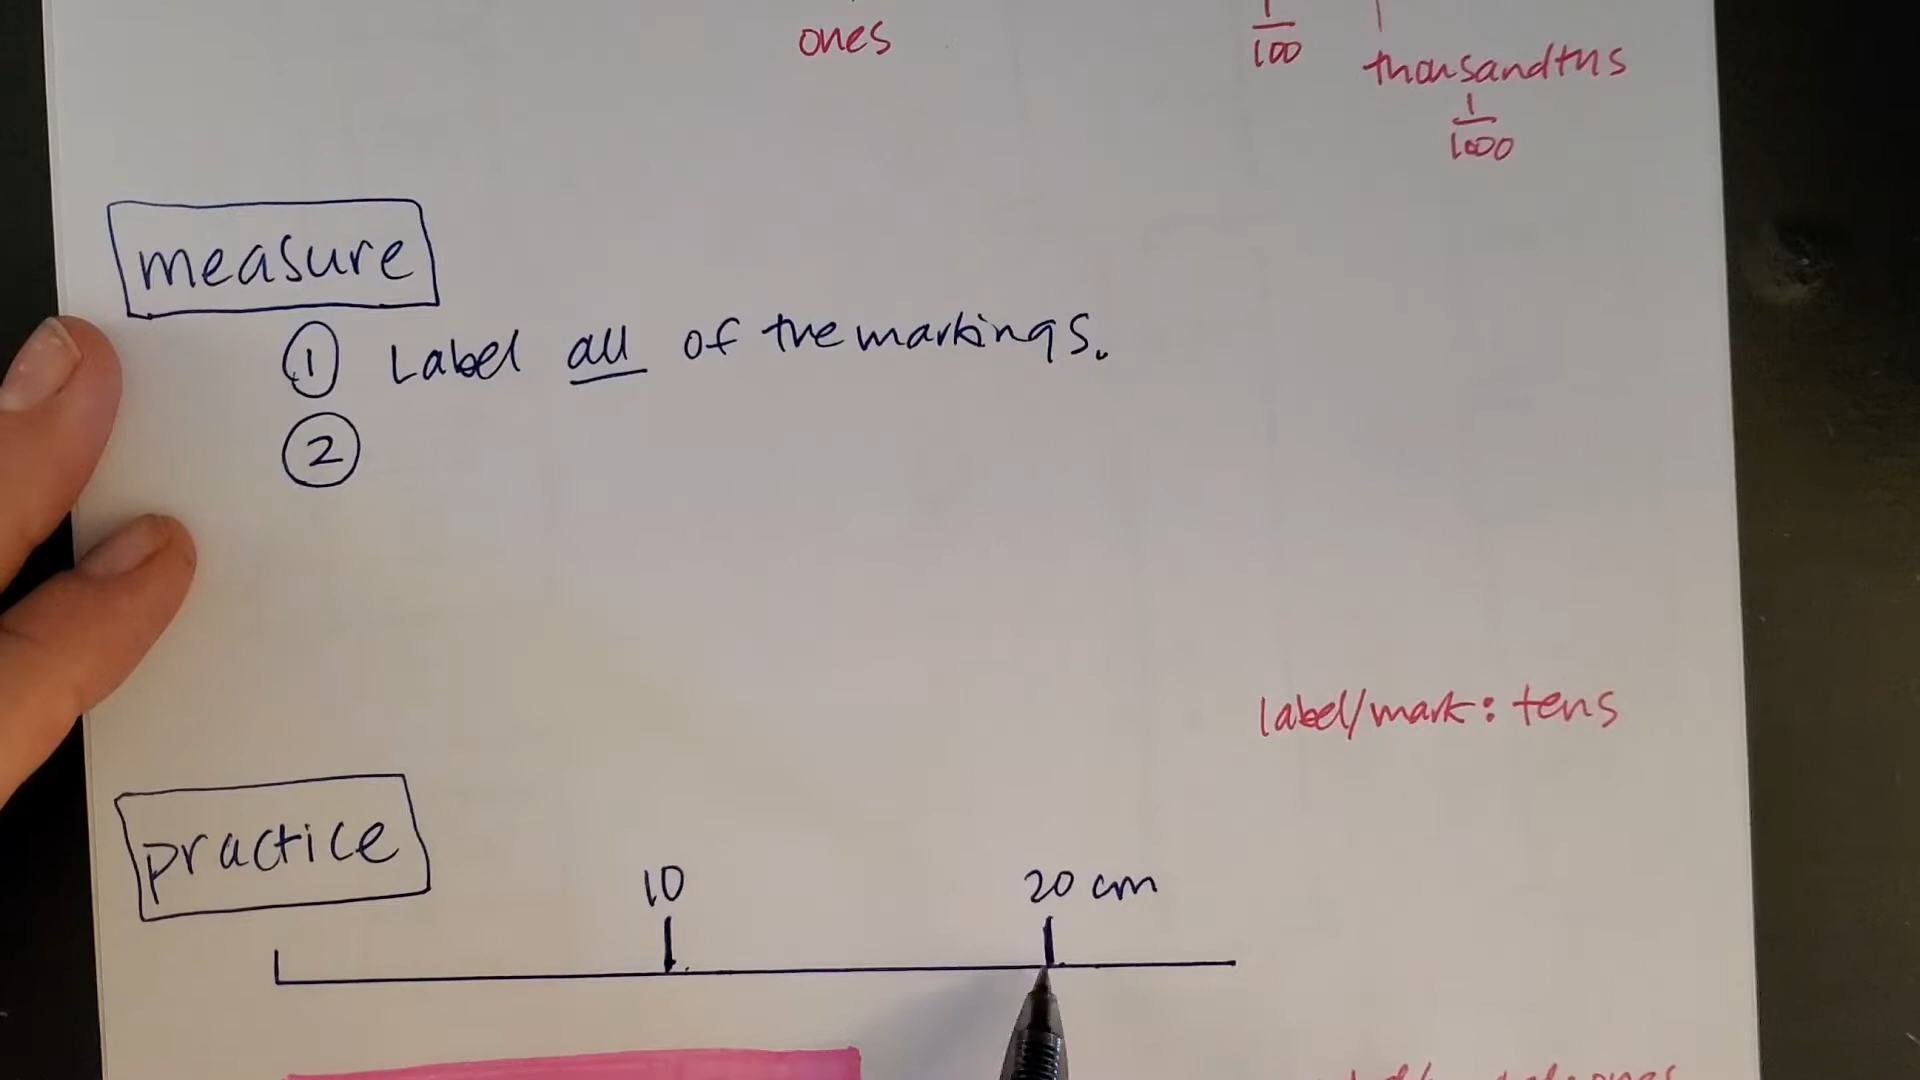 ones
1
100
thousandths
1
1000
measure
① Label all of the markings.
②
label/mark: tens
practice
10
20 cm